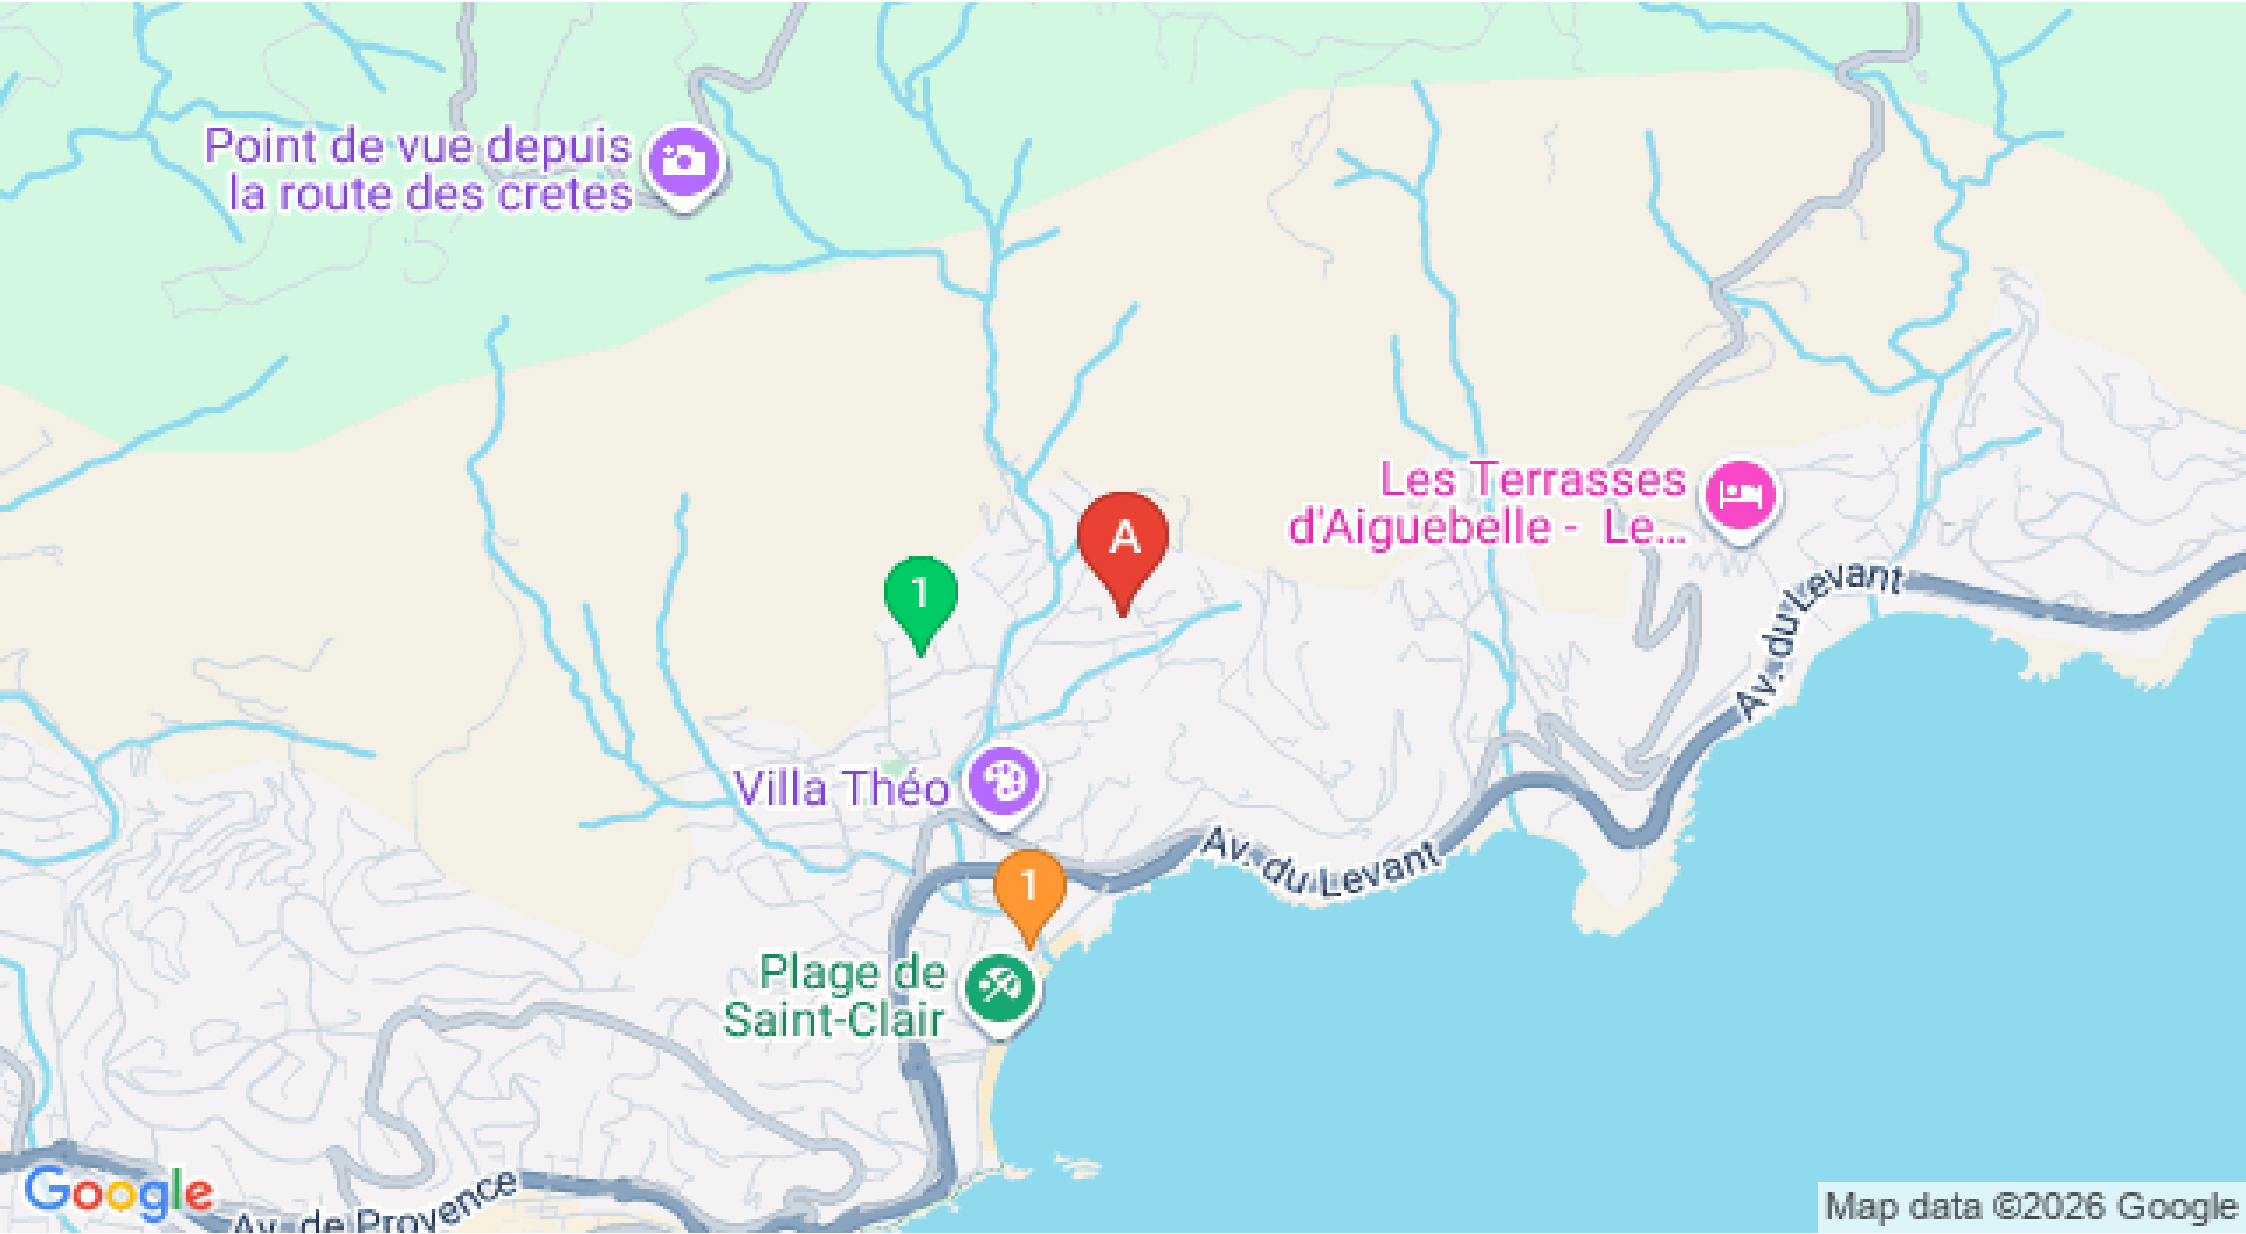 Point de vue depuis
la route des cretes
Les Terrasses
d'Aiguebelle - Le...
A
1
Av. du Levant
Villa Théo
Av. du Levant
1
Plage de
Saint-Clair
Av. de Provence
Google
Map data ©2026 Google